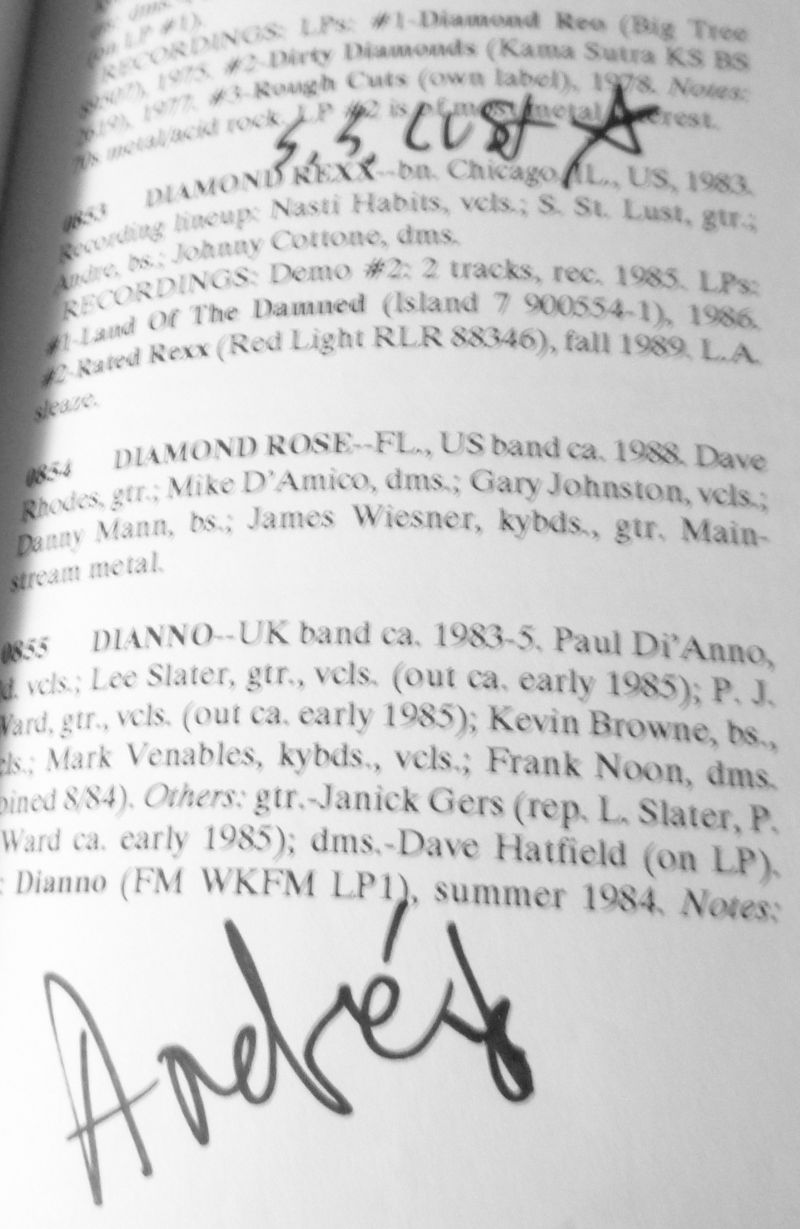 (on LP #1).
RECORDINGS: LPs: #1-Diamond Reo (Big Tree
89507), 1975. #2-Dirty Diamonds (Kama Sutra KS BS
2619), 1977. #3-Rough Cuts (own label), 1978. Notes:
70s metal/acid rock. LP #2 is of most metal interest.
S. S. LUST
0853 DIAMOND REXX--bn. Chicago, IL., US, 1983.
Recording lineup: Nasti Habits, vcls.; S. St. Lust, gtr.;
Andre, bs.; Johnny Cottone, dms.
RECORDINGS: Demo #2: 2 tracks, rec. 1985. LPs:
#1-Land Of The Damned (Island 7 900554-1), 1986.
#2-Rated Rexx (Red Light RLR 88346), fall 1989. L.A.
sleaze.
0854 DIAMOND ROSE--FL., US band ca. 1988. Dave
Rhodes, gtr.; Mike D'Amico, dms.; Gary Johnston, vcls.;
Danny Mann, bs.; James Wiesner, kybds., gtr. Main-
stream metal.
0855 DIANNO--UK band ca. 1983-5. Paul Di'Anno,
ld. vcls.; Lee Slater, gtr., vcls. (out ca. early 1985); P. J.
Ward, gtr., vcls. (out ca. early 1985); Kevin Browne, bs.,
cls.; Mark Venables, kybds., vcls.; Frank Noon, dms.
oined 8/84). Others: gtr.-Janick Gers (rep. L. Slater, P.
Ward ca. early 1985); dms.-Dave Hatfield (on LP).
: Dianno (FM WKFM LP1), summer 1984. Notes:
André